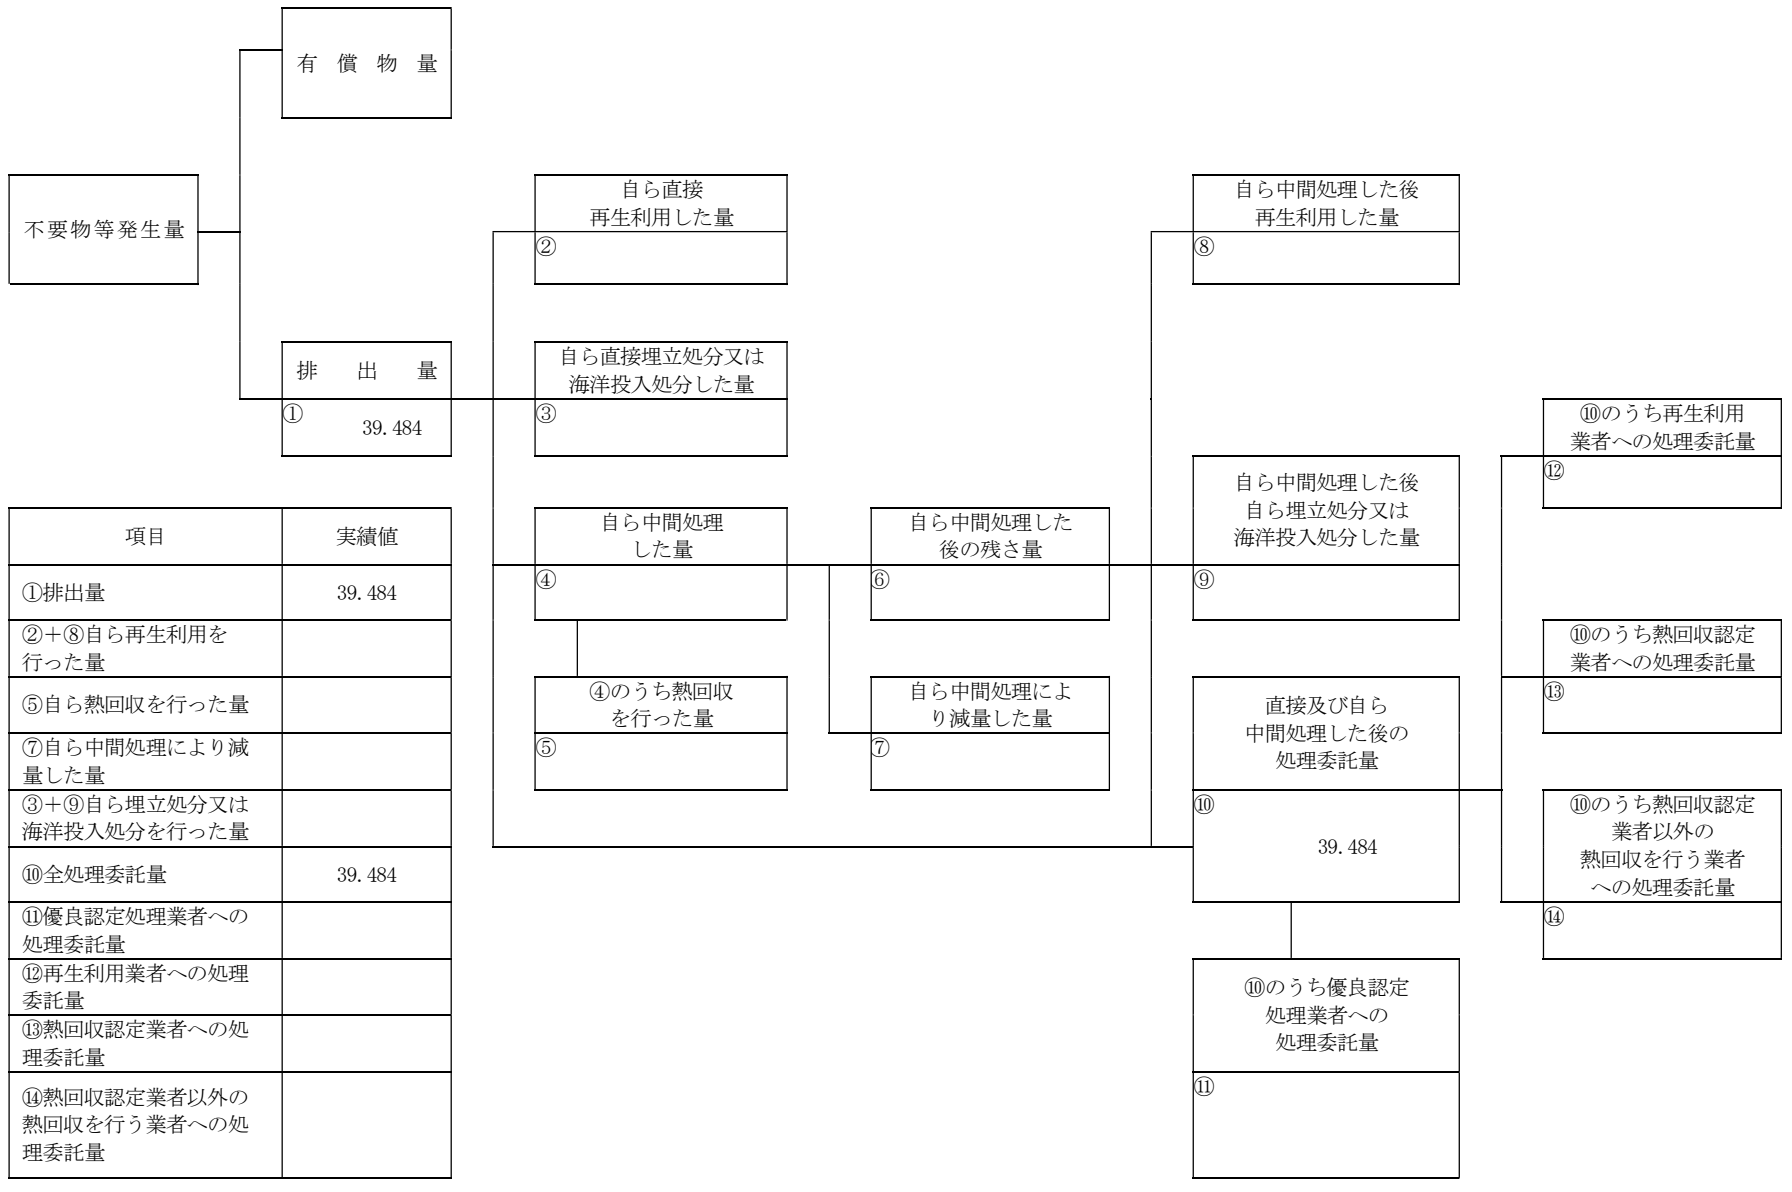 有償物量
不要物等発生量
自ら直接
再生利用した量
②
自ら中間処理した後
再生利用した量
⑧
排出量
①
39.484
自ら直接埋立処分又は
海洋投入処分した量
③
⑩のうち再生利用
業者への処理委託量
⑫
自ら中間処理した後
自ら埋立処分又は
海洋投入処分した量
⑨
自ら中間処理
した量
④
自ら中間処理した
後の残さ量
⑥
⑩のうち熱回収認定
業者への処理委託量
⑬
④のうち熱回収
を行った量
⑤
自ら中間処理によ
り減量した量
⑦
直接及び自ら
中間処理した後の
処理委託量
⑩
39.484
⑩のうち熱回収認定
業者以外の
熱回収を行う業者
への処理委託量
⑭
⑩のうち優良認定
処理業者への
処理委託量
⑪
項目 実績値
①排出量 39.484
②+⑧自ら再生利用を
行った量
⑤自ら熱回収を行った量
⑦自ら中間処理により減
量した量
③+⑨自ら埋立処分又は
海洋投入処分を行った量
⑩全処理委託量 39.484
⑪優良認定処理業者への
処理委託量
⑫再生利用業者への処理
委託量
⑬熱回収認定業者への処
理委託量
⑭熱回収認定業者以外の
熱回収を行う業者への処
理委託量